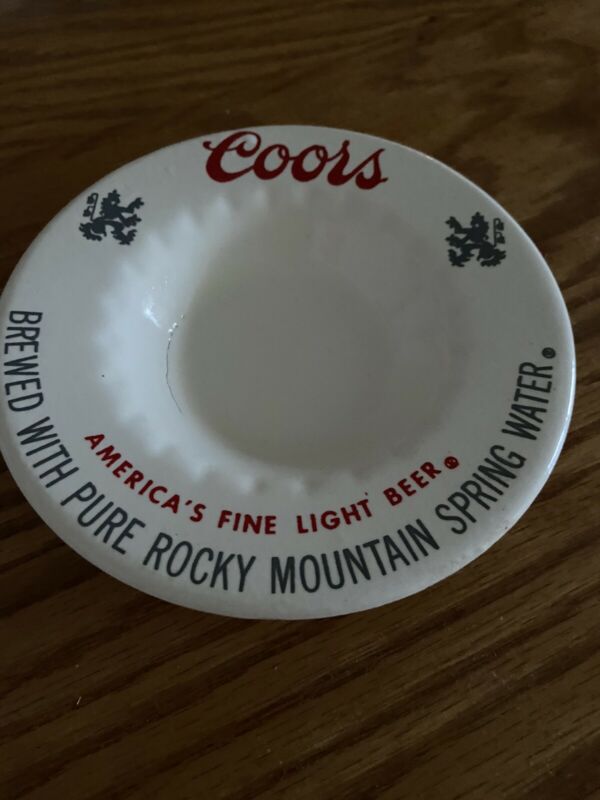 Coors
AMERICA'S FINE LIGHT BEER®
BREWED WITH PURE ROCKY MOUNTAIN SPRING WATER®